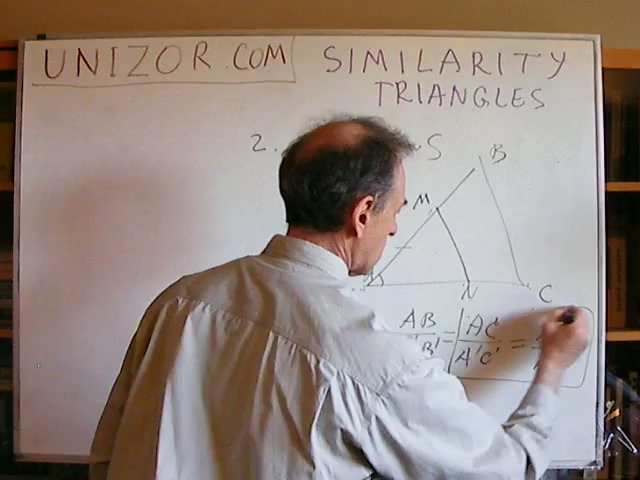 UNIZOR.COM
SIMILARITY
TRIANGLES
2. S
B
M
N C
AB = AC =
B' A'C'